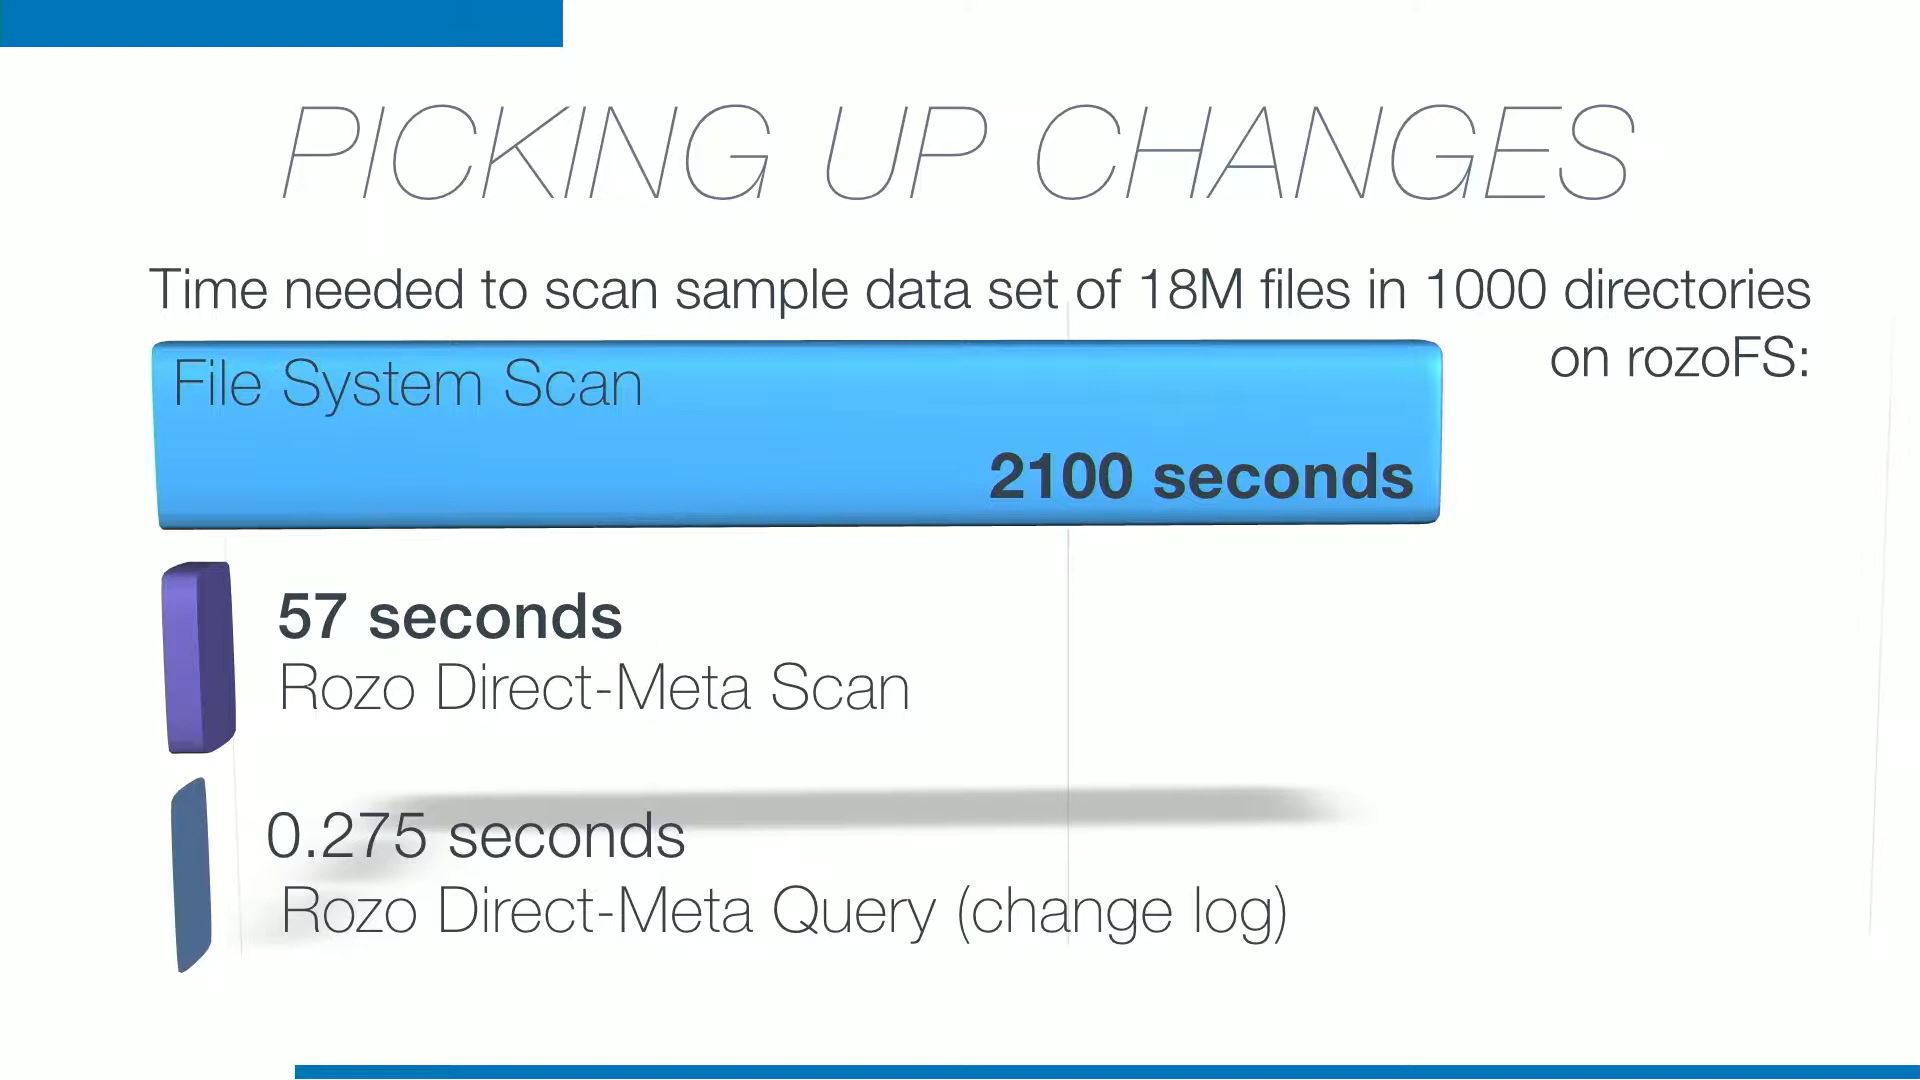 PICKING UP CHANGES
Time needed to scan sample data set of 18M files in 1000 directories
on rozoFS:
File System Scan
2100 seconds
57 seconds
Rozo Direct-Meta Scan
0.275 seconds
Rozo Direct-Meta Query (change log)